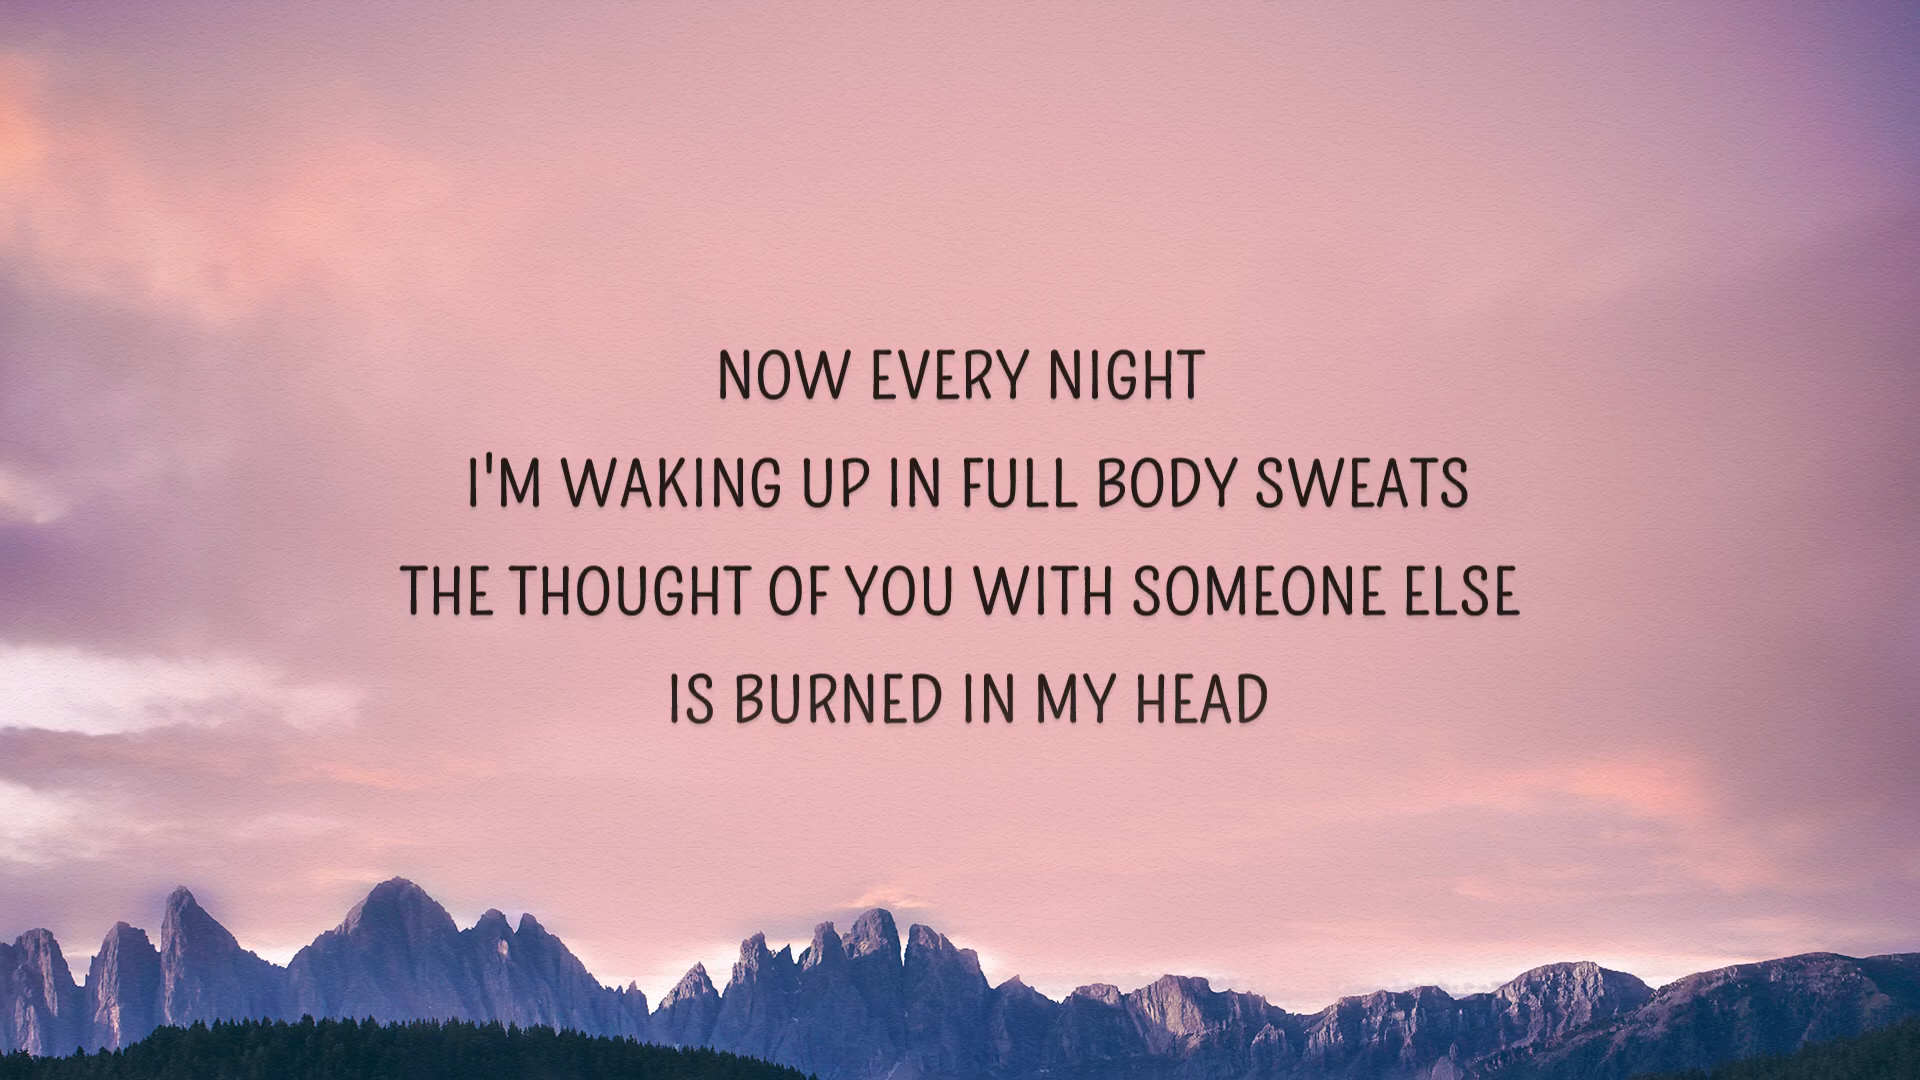 NOW EVERY NIGHT
I'M WAKING UP IN FULL BODY SWEATS
THE THOUGHT OF YOU WITH SOMEONE ELSE
IS BURNED IN MY HEAD